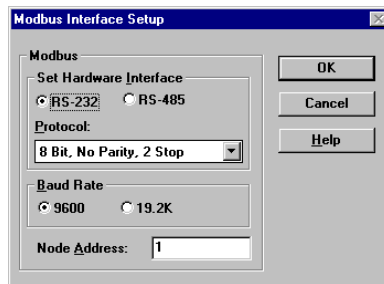 Modbus Interface Setup
Modbus
Set Hardware Interface
RS-232 RS-485
Protocol:
8 Bit, No Parity, 2 Stop
Baud Rate
9600 19.2K
Node Address: 1
OK
Cancel
Help